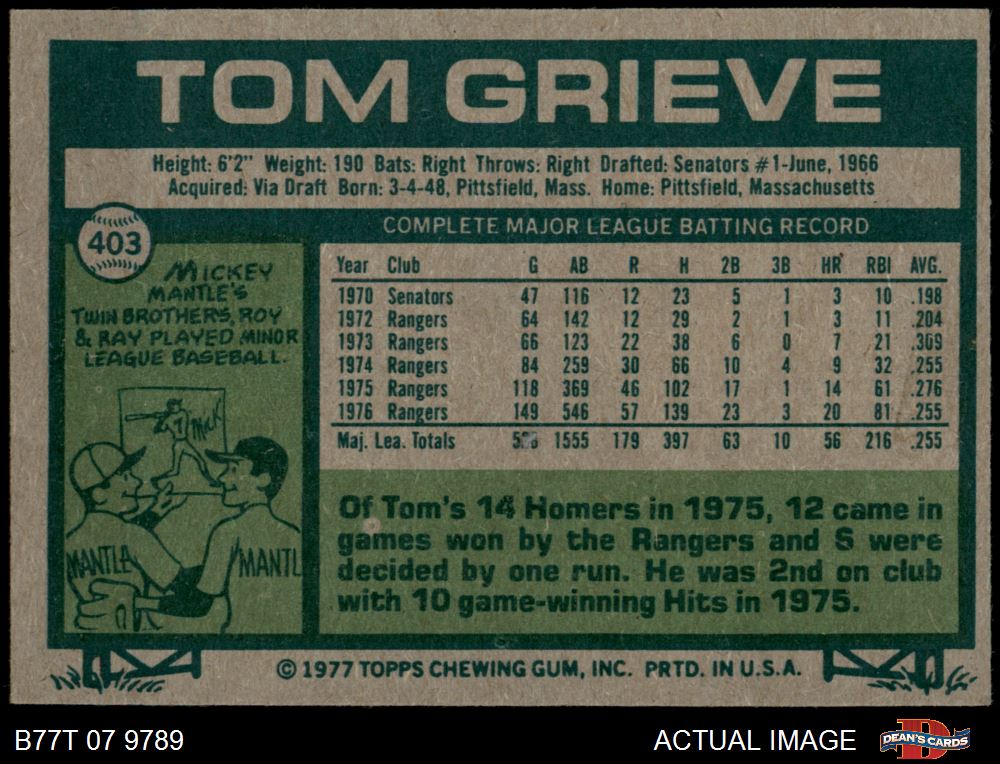 TOM GRIEVE
Height: 6'2" Weight: 190 Bats: Right Throws: Right Drafted: Senators #1-June, 1966
Acquired: Via Draft Born: 3-4-48, Pittsfield, Mass. Home: Pittsfield, Massachusetts
403
MICKEY
MANTLE'S
TWIN BROTHERS, ROY
& RAY PLAYED MINOR
LEAGUE BASEBALL.
MICK
MANTLE
MANTL
COMPLETE MAJOR LEAGUE BATTING RECORD
Year Club G AB R H 2B 3B HR RBI AVG.
1970 Senators 47 116 12 23 5 1 3 10 .198
1972 Rangers 64 142 12 29 2 1 3 11 .204
1973 Rangers 66 123 22 38 6 0 7 21 .309
1974 Rangers 84 259 30 66 10 4 9 32 .255
1975 Rangers 118 369 46 102 17 1 14 61 .276
1976 Rangers 149 546 57 139 23 3 20 81 .255
Maj. Lea. Totals 1555 179 397 63 10 56 216 .255
Of Tom's 14 Homers in 1975, 12 came in
games won by the Rangers and 5 were
decided by one run. He was 2nd on club
with 10 game-winning Hits in 1975.
© 1977 TOPPS CHEWING GUM, INC. PRTD. IN U.S.A.
B77T 07 9789
ACTUAL IMAGE
D
DEAN'S CARDS